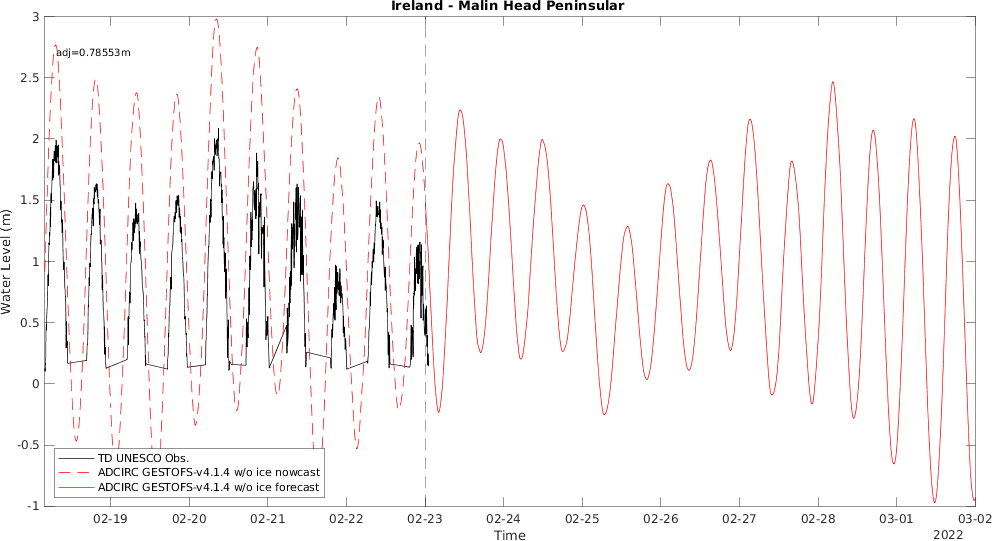 Ireland - Malin Head Peninsular
adj=0.78553m
Water Level (m)
3
2.5
2
1.5
1
0.5
0
-0.5
-1
TD UNESCO Obs.
ADCIRC GESTOFS-v4.1.4 w/o ice nowcast
ADCIRC GESTOFS-v4.1.4 w/o ice forecast
02-19 02-20 02-21 02-22 02-23 02-24 02-25 02-26 02-27 02-28 03-01 03-02
Time
2022